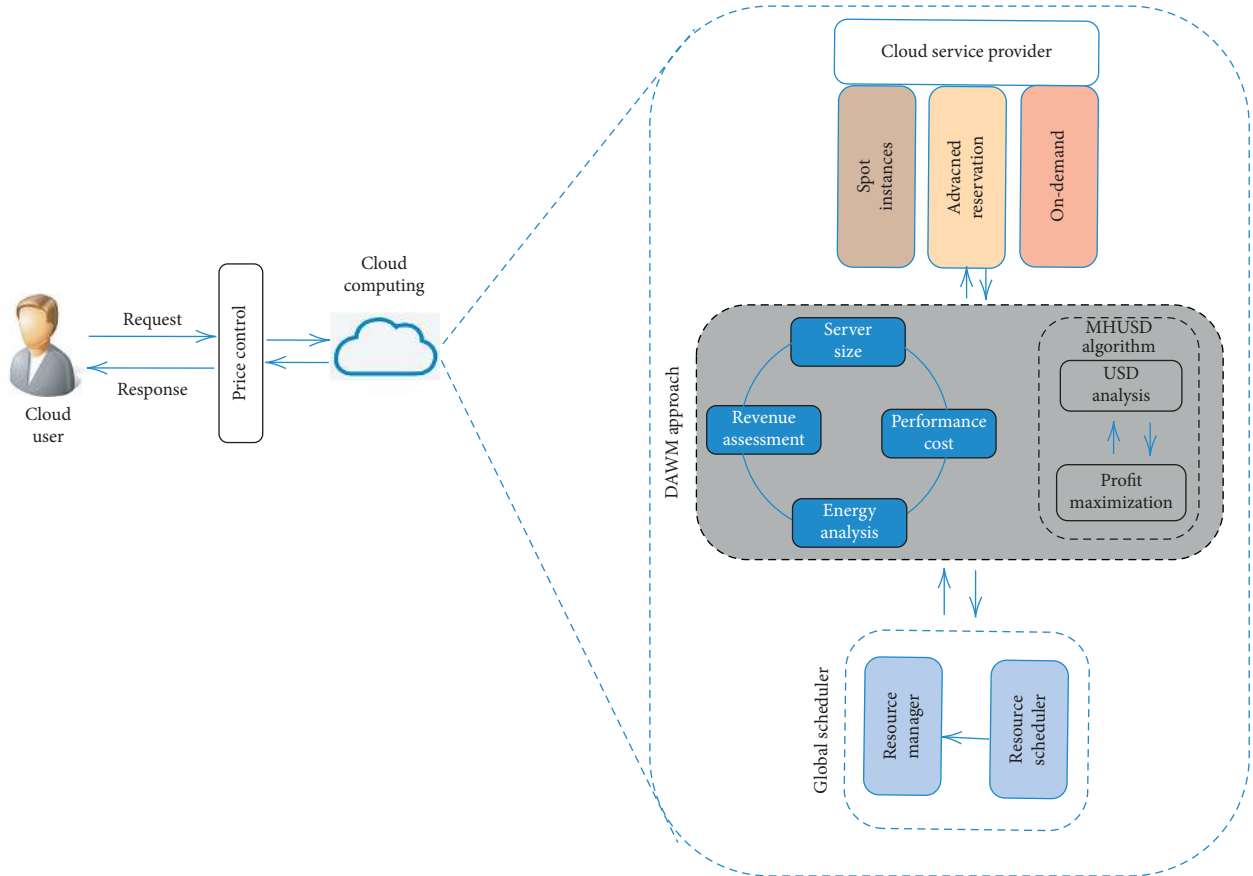 Request
Response
Cloud
user
Price control
Cloud
computing
Cloud service provider
Spot
instances
Advacned
reservation
On-demand
DAWM approach
Server
size
Revenue
assessment
Performance
cost
Energy
analysis
MHUSD
algorithm
USD
analysis
Profit
maximization
Global scheduler
Resource
manager
Resource
scheduler